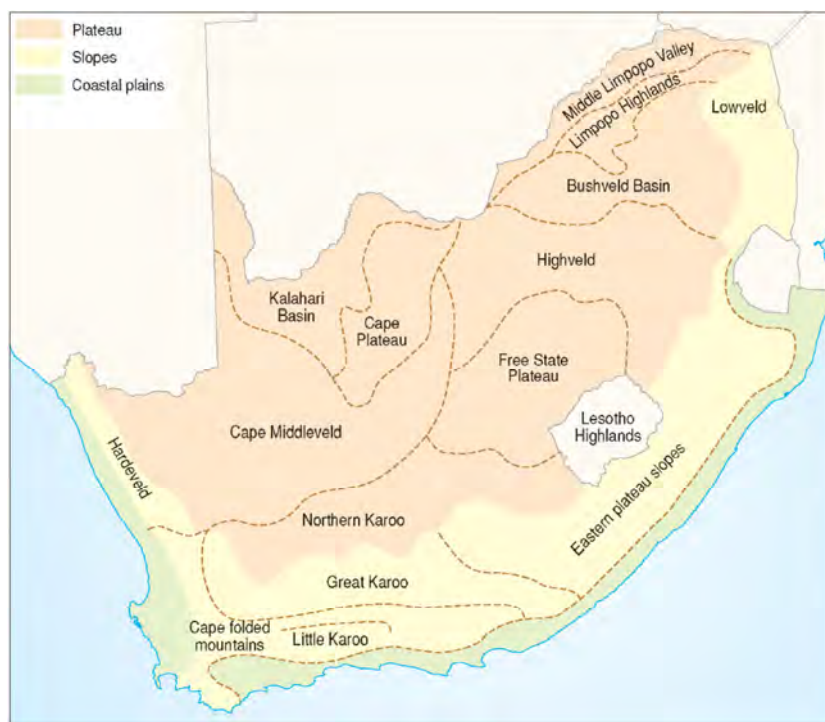 Plateau
Slopes
Coastal plains
Middle Limpopo Valley
Limpopo Highlands
Lowveld
Bushveld Basin
Highveld
Kalahari
Basin
Cape
Plateau
Free State
Plateau
Cape Middleveld
Lesotho
Highlands
Hardeveld
Eastern plateau slopes
Northern Karoo
Great Karoo
Cape folded
mountains
Little Karoo